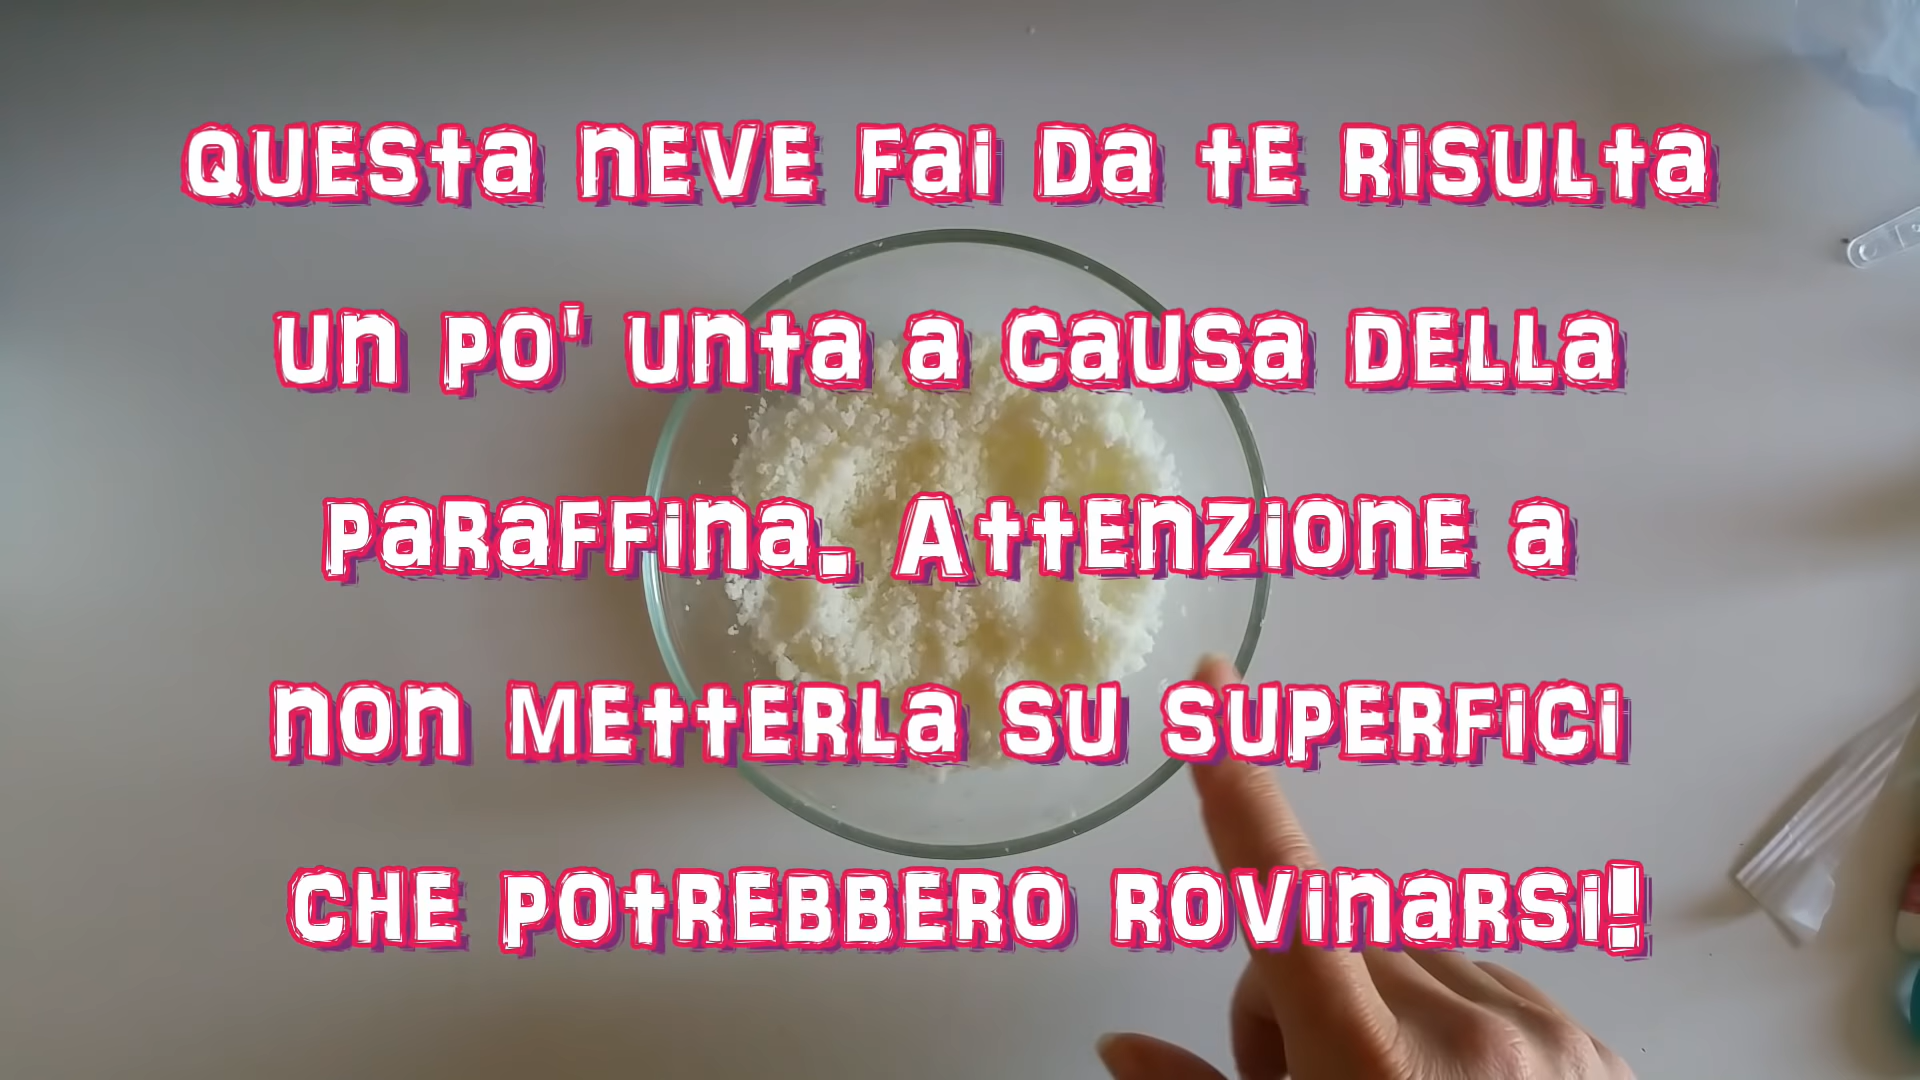 Questa neve fai da te risulta
un po' unta a causa della
paraffina. Attenzione a
non metterla su superfici
che potrebbero rovinarsi!